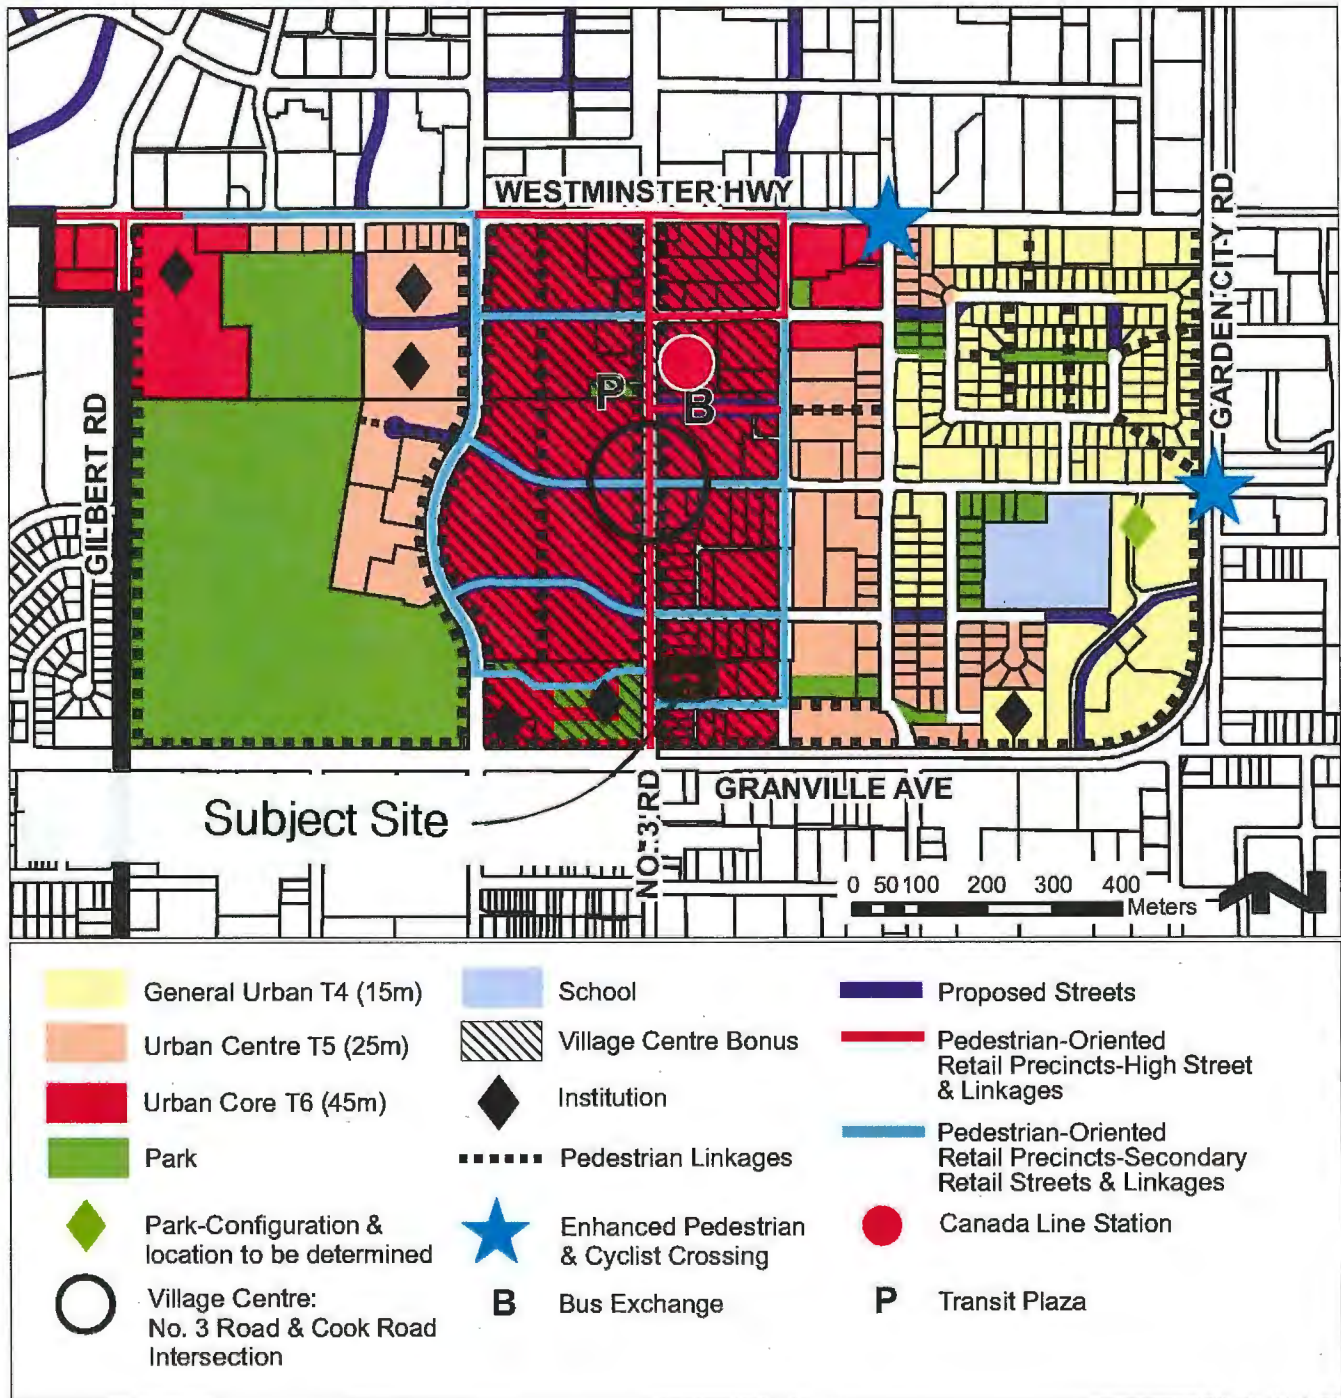 WESTMINSTER HWY
GARDEN CITY RD
GILBERT RD
P
B
Subject Site
NO. 3 RD
GRANVILLE AVE
0 50 100 200 300 400
Meters
General Urban T4 (15m)
Urban Centre T5 (25m)
Urban Core T6 (45m)
Park
Park-Configuration &
location to be determined
Village Centre:
No. 3 Road & Cook Road
Intersection
School
Village Centre Bonus
Institution
Pedestrian Linkages
Enhanced Pedestrian
& Cyclist Crossing
B Bus Exchange
Proposed Streets
Pedestrian-Oriented
Retail Precincts-High Street
& Linkages
Pedestrian-Oriented
Retail Precincts-Secondary
Retail Streets & Linkages
Canada Line Station
P Transit Plaza